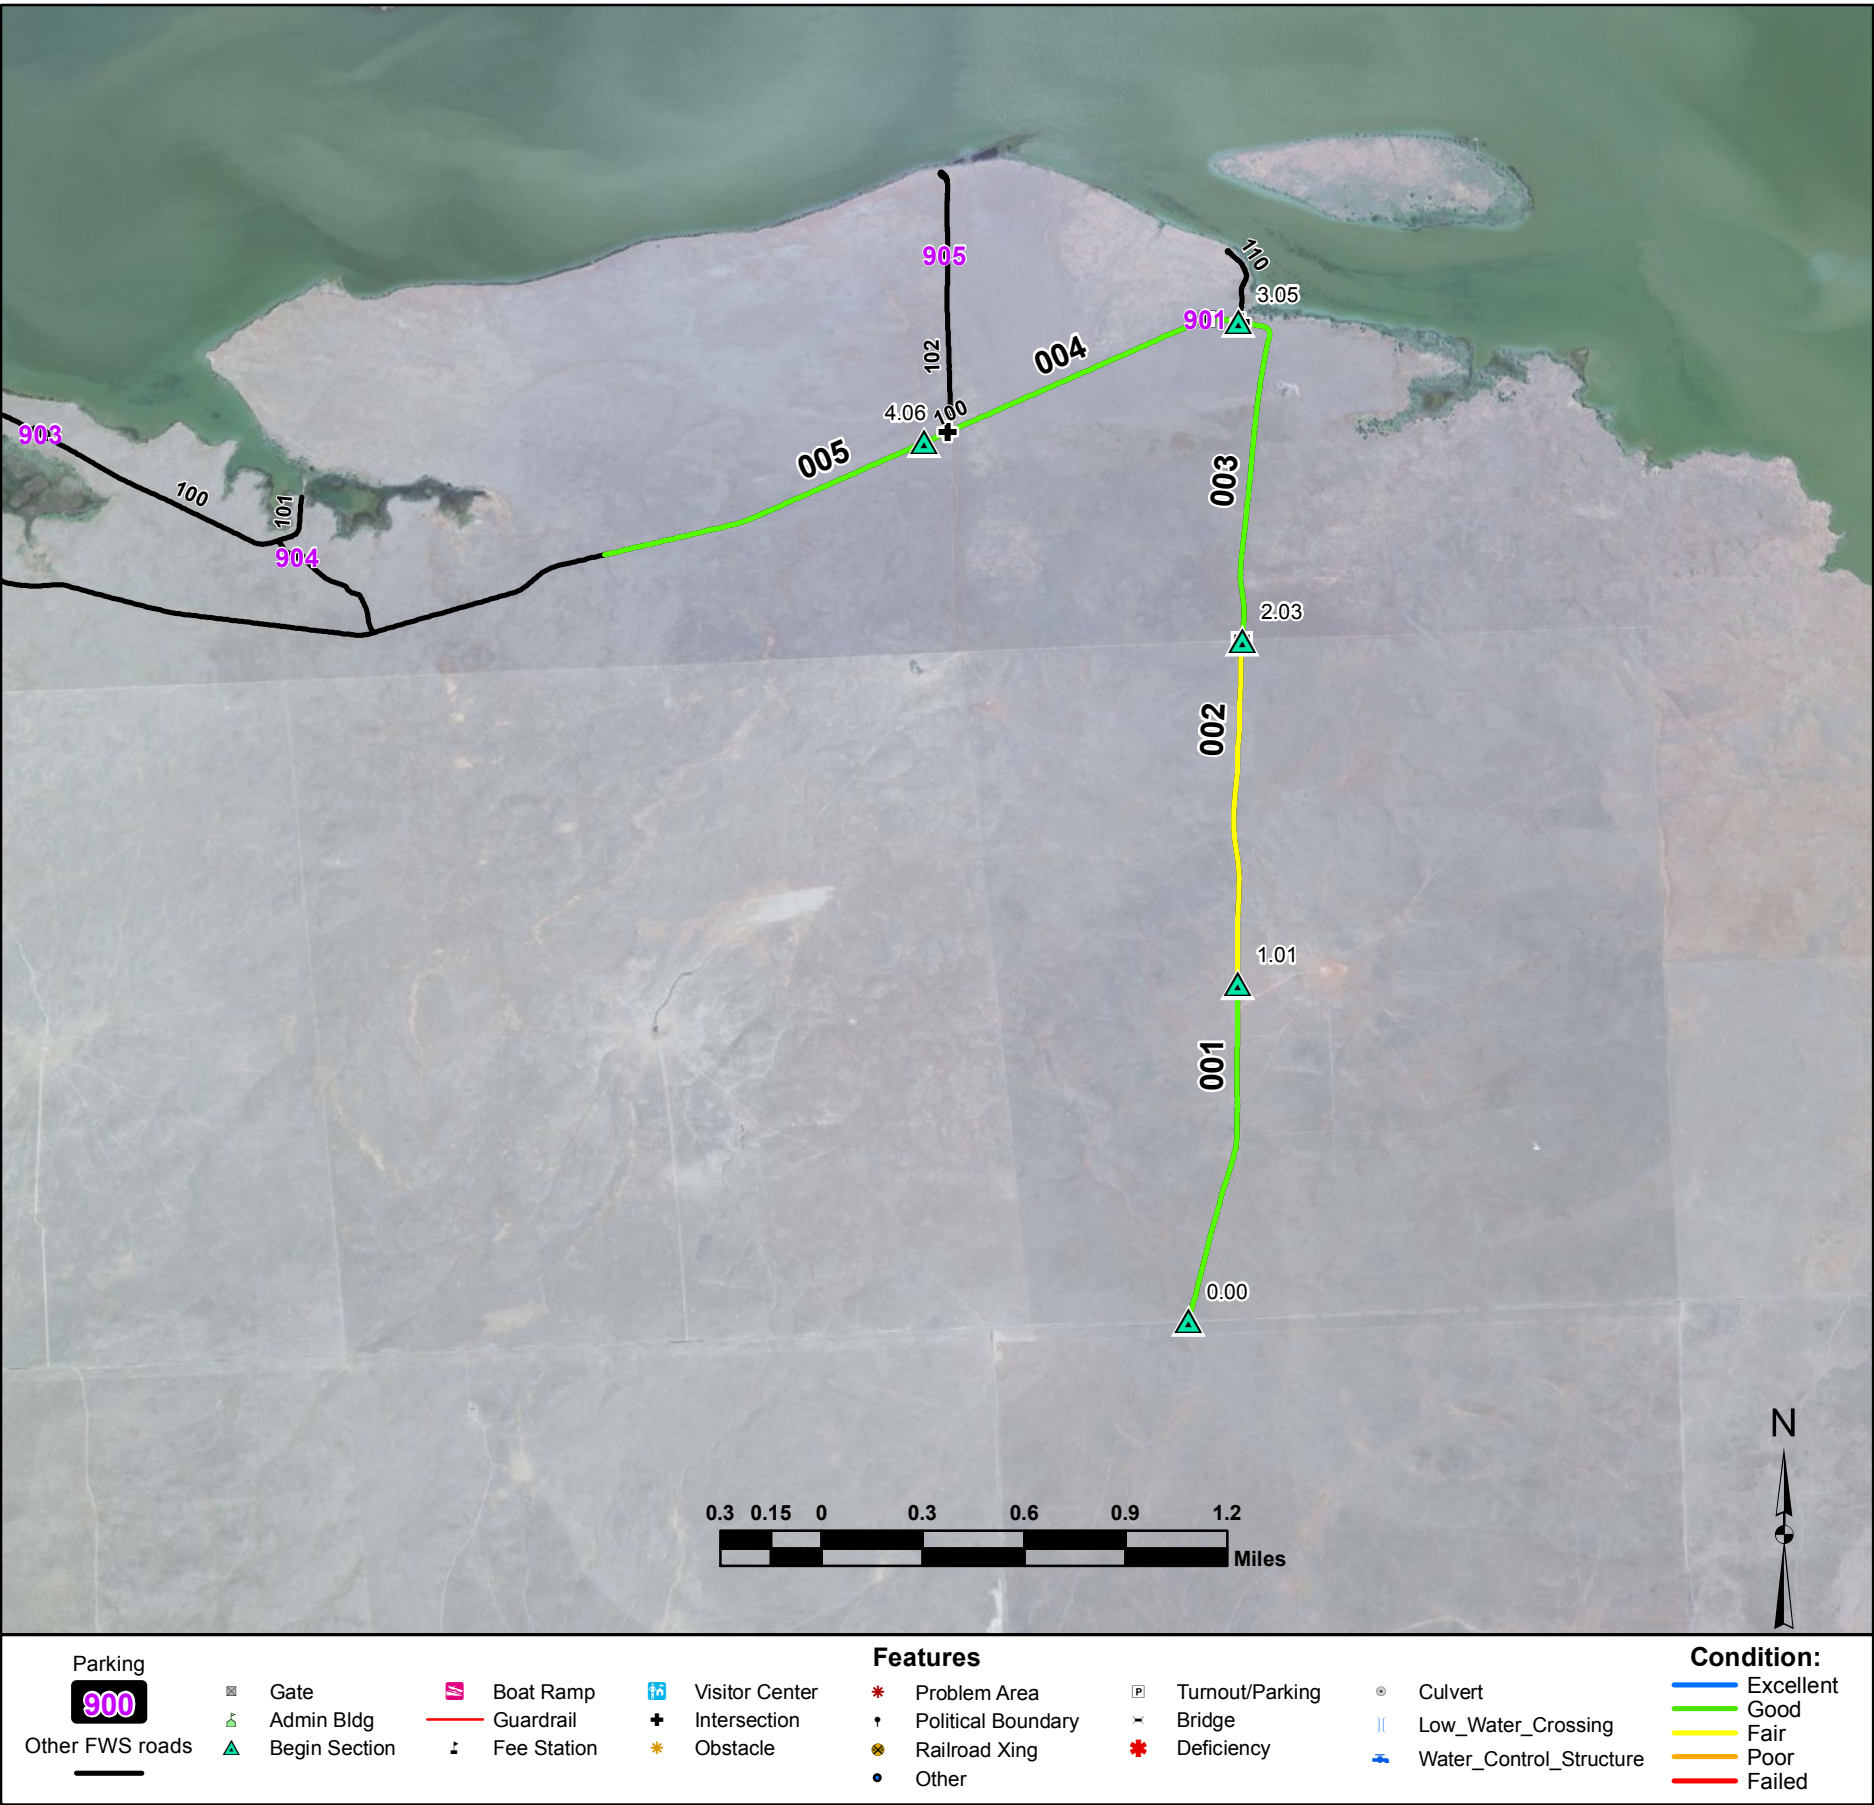 905
110
3.05
901
004
102
4.06
100
903
005
003
100
101
904
2.03
002
1.01
001
0.00
N
0.3 0.15 0 0.3 0.6 0.9 1.2
Miles
Features
Condition:
Parking
900
Other FWS roads
Gate
Admin Bldg
Begin Section
Boat Ramp
Guardrail
Fee Station
Visitor Center
Intersection
Obstacle
Problem Area
Political Boundary
Railroad Xing
Other
P Turnout/Parking
Bridge
Deficiency
Culvert
Low_Water_Crossing
Water_Control_Structure
Excellent
Good
Fair
Poor
Failed